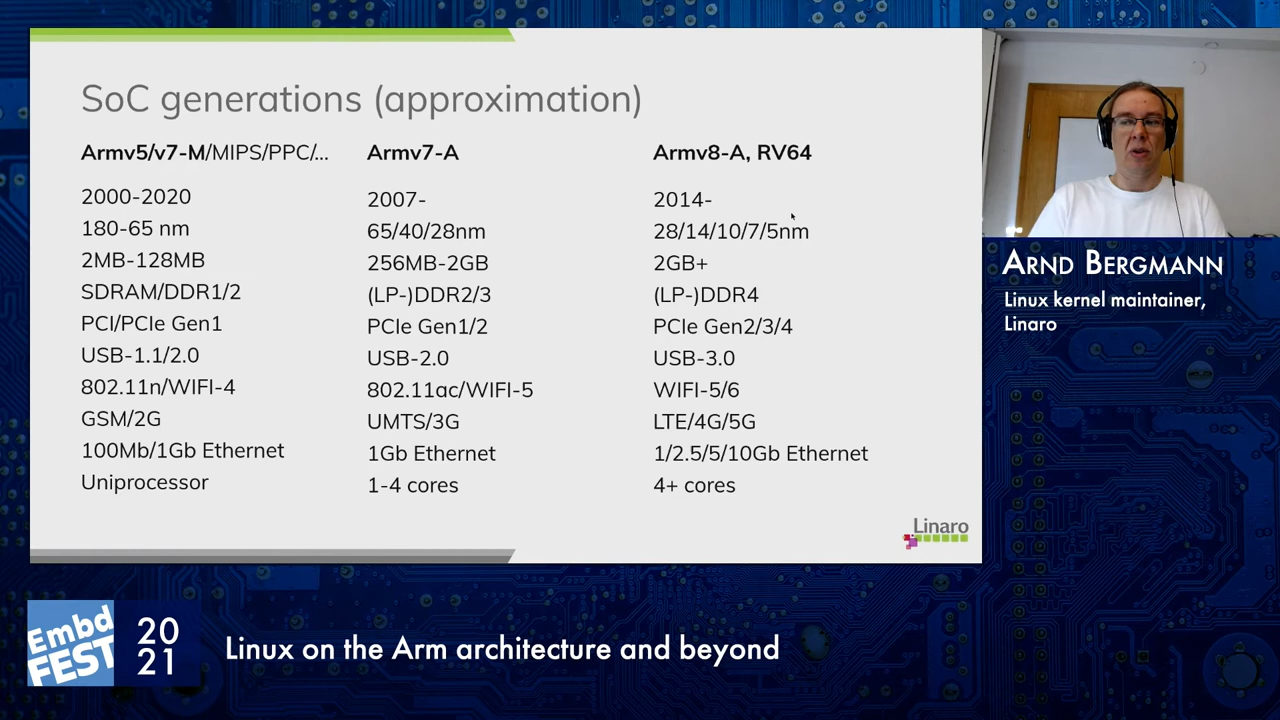 SoC generations (approximation)
Armv5/v7-M/MIPS/PPC/...
2000-2020
180-65 nm
2MB-128MB
SDRAM/DDR1/2
PCI/PCIe Gen1
USB-1.1/2.0
802.11n/WIFI-4
GSM/2G
100Mb/1Gb Ethernet
Uniprocessor
Armv7-A
2007-
65/40/28nm
256MB-2GB
(LP-)DDR2/3
PCIe Gen1/2
USB-2.0
802.11ac/WIFI-5
UMTS/3G
1Gb Ethernet
1-4 cores
Armv8-A, RV64
2014-
28/14/10/7/5nm
2GB+
(LP-)DDR4
PCIe Gen2/3/4
USB-3.0
WIFI-5/6
LTE/4G/5G
1/2.5/5/10Gb Ethernet
4+ cores
Linaro
ARND BERGMANN
Linux kernel maintainer,
Linaro
Embd
FEST
20
21
Linux on the Arm architecture and beyond